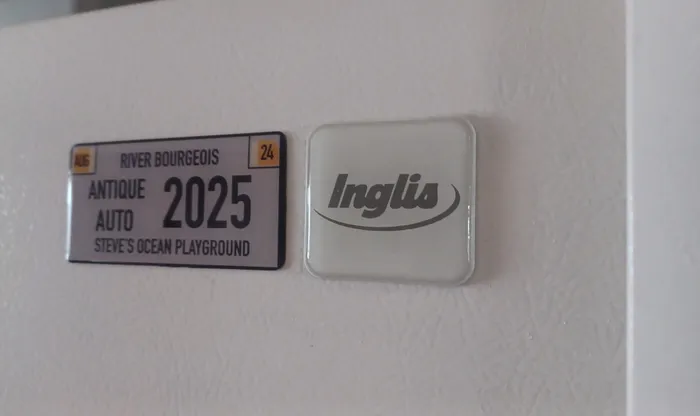 AUG
24
RIVER BOURGEOIS
ANTIQUE
AUTO
2025
STEVE'S OCEAN PLAYGROUND
Inglis